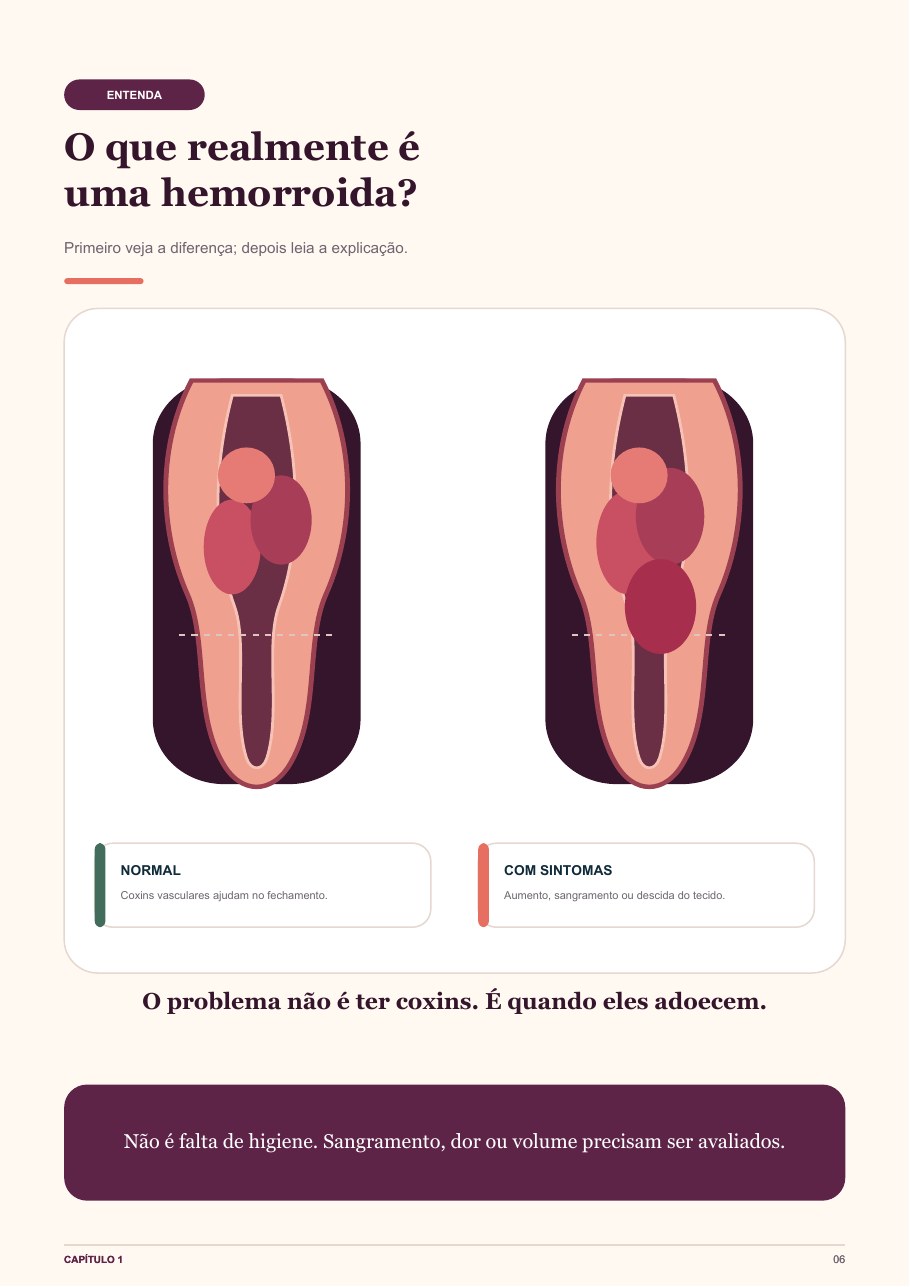 ENTENDA
O que realmente é
uma hemorroida?
Primeiro veja a diferença; depois leia a explicação.
NORMAL
Coxins vasculares ajudam no fechamento.
COM SINTOMAS
Aumento, sangramento ou descida do tecido.
O problema não é ter coxins. É quando eles adoecem.
Não é falta de higiene. Sangramento, dor ou volume precisam ser avaliados.
CAPÍTULO 1
06